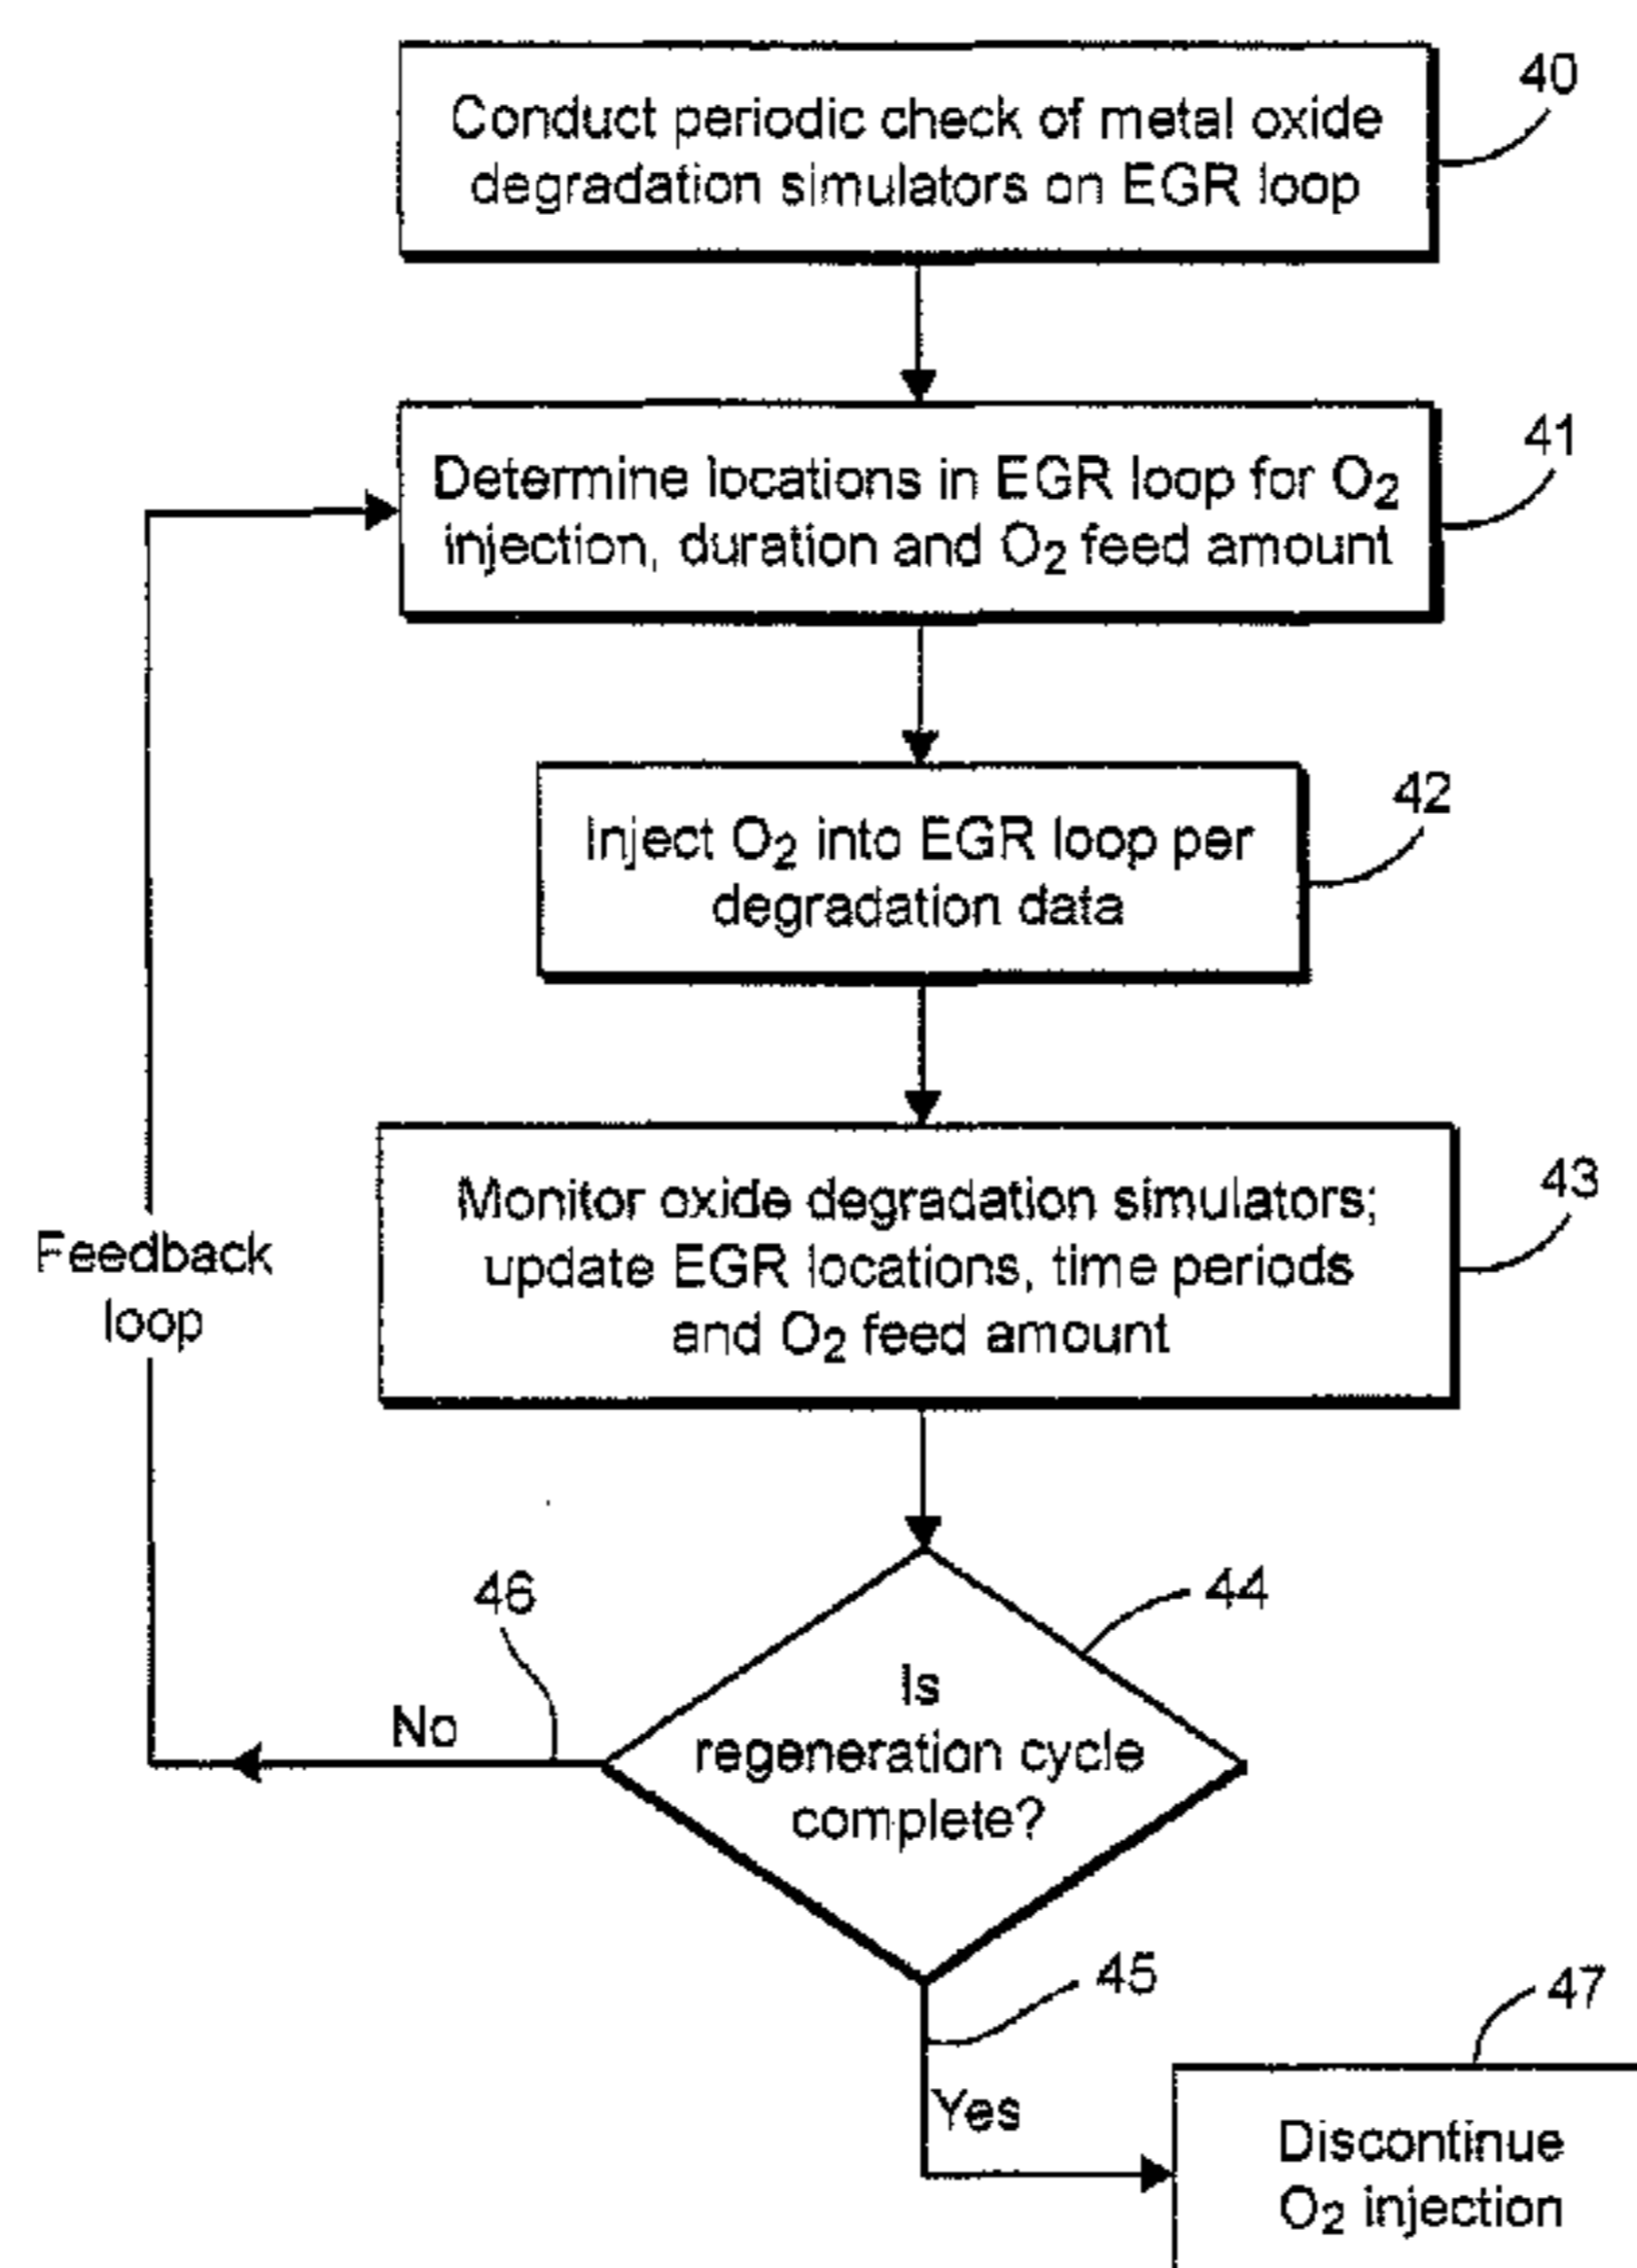 40
Conduct periodic check of metal oxide
degradation simulators on EGR loop
41
Determine locations in EGR loop for O₂
injection, duration and O₂ feed amount
42
Inject O₂ into EGR loop per
degradation data
43
Monitor oxide degradation simulators;
update EGR locations, time periods
and O₂ feed amount
Feedback
loop
44
46
Is
regeneration cycle
complete?
No
45
Yes
47
Discontinue
O₂ injection